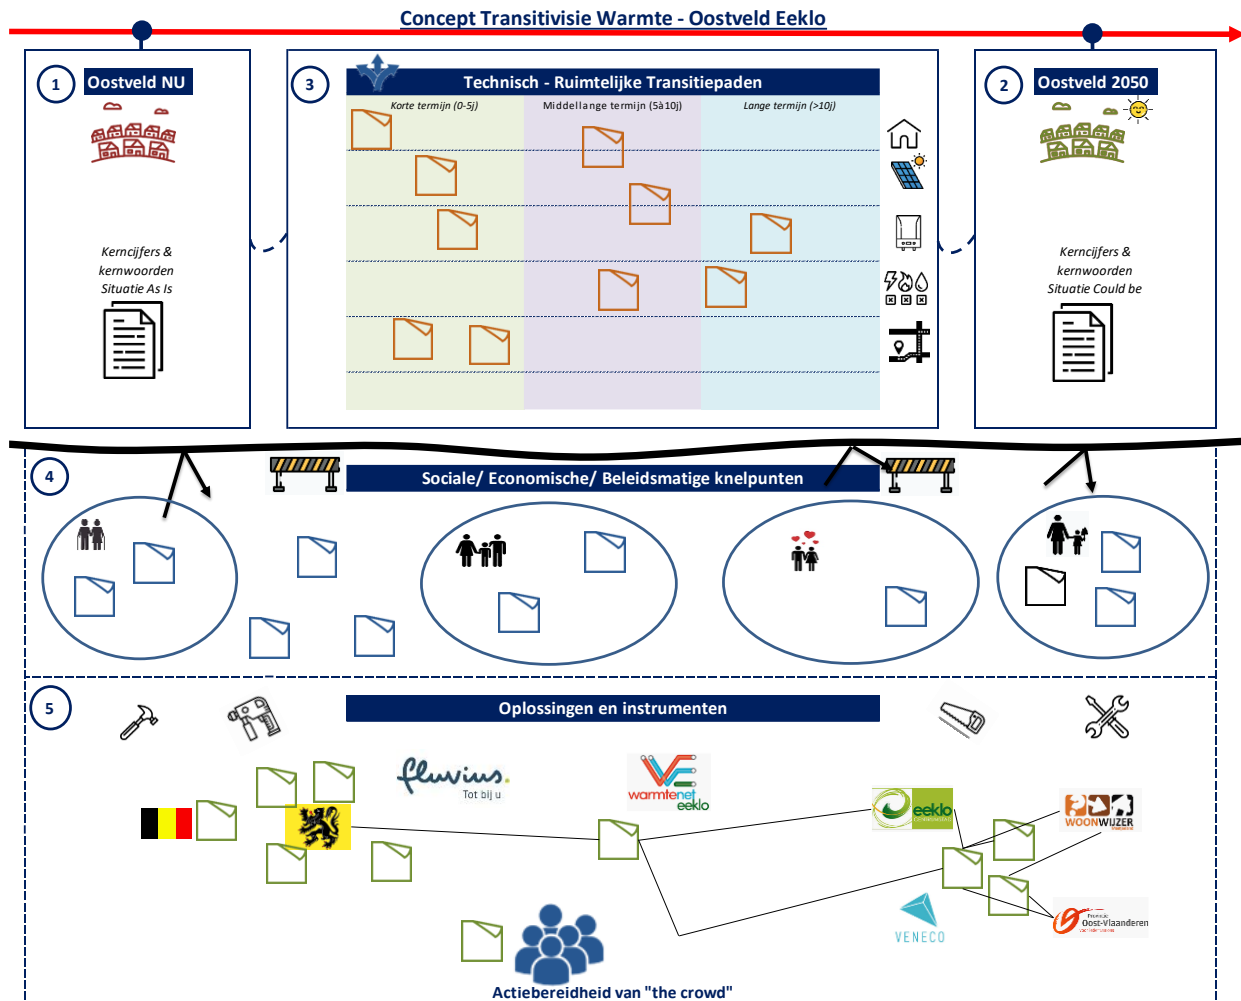 Concept Transitivisie Warmte - Oostveld Eeklo
1
Oostveld NU
Kerncijfers &
kernwoorden
Situatie As Is
3
Technisch - Ruimtelijke Transitiepaden
Korte termijn (0-5j)
Middellange termijn (5à10j)
Lange termijn (>10j)
2
Oostveld 2050
Kerncijfers &
kernwoorden
Situatie Could be
4
Sociale/ Economische/ Beleidsmatige knelpunten
5
Oplossingen en instrumenten
fluvius.
Tot bij u
warmtenet
eeklo
eeklo
WOONWIJZER
VENECO
Provincie
Oost-Vlaanderen
Actiebereidheid van "the crowd"